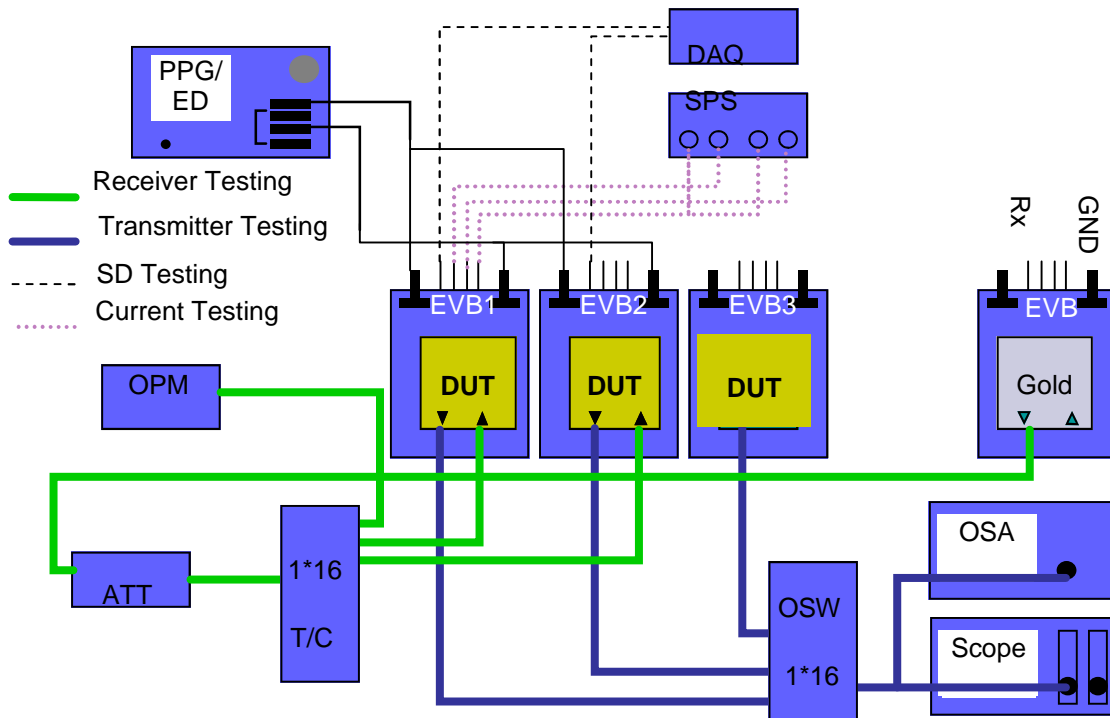 PPG/
ED
DAQ
SPS
Receiver Testing
Transmitter Testing
SD Testing
Current Testing
Rx
GND
EVB1
EVB2
EVB3
EVB
OPM
DUT
DUT
DUT
Gold
ATT
1*16
T/C
OSW
1*16
OSA
Scope